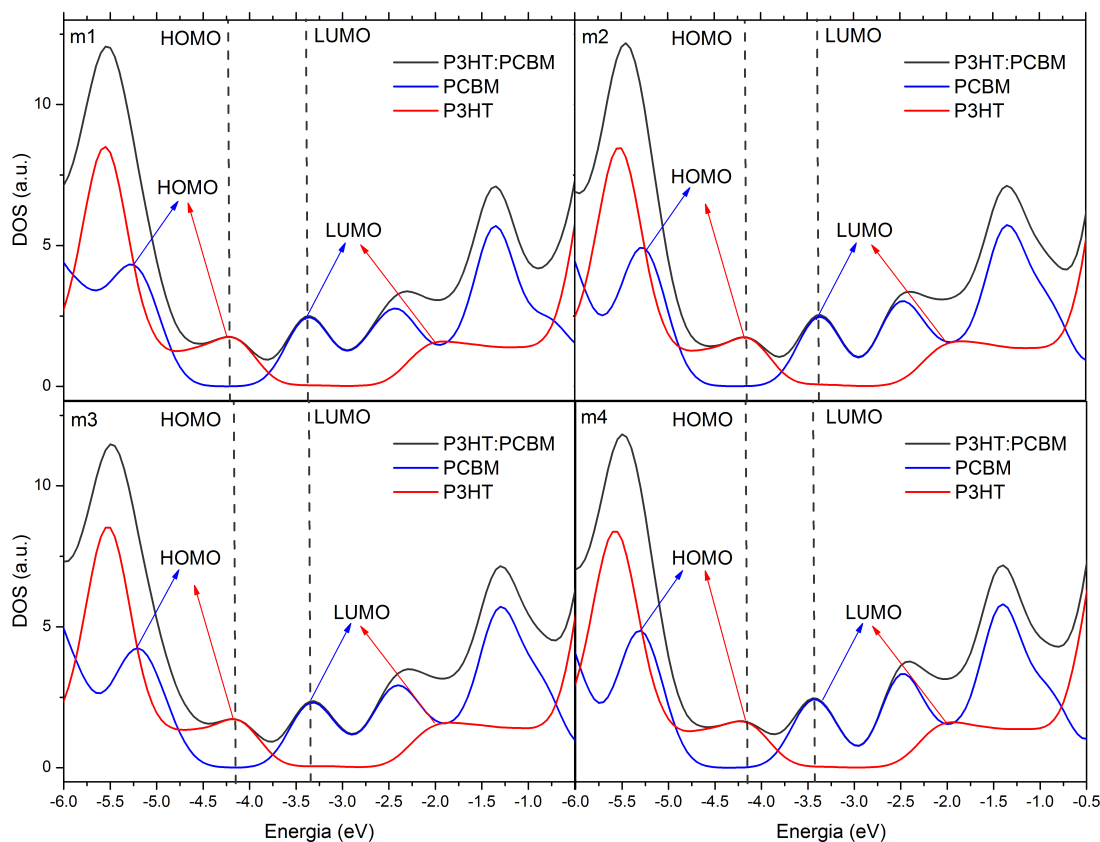 m1
HOMO
LUMO
P3HT:PCBM
PCBM
P3HT
HOMO
LUMO
10
5
0
DOS (a.u.)
m2
HOMO
LUMO
P3HT:PCBM
PCBM
P3HT
HOMO
LUMO
m3
HOMO
LUMO
P3HT:PCBM
PCBM
P3HT
HOMO
LUMO
10
5
0
DOS (a.u.)
-6.0 -5.5 -5.0 -4.5 -4.0 -3.5 -3.0 -2.5 -2.0 -1.5 -1.0
Energia (eV)
m4
HOMO
LUMO
P3HT:PCBM
PCBM
P3HT
HOMO
LUMO
-6.0 -5.5 -5.0 -4.5 -4.0 -3.5 -3.0 -2.5 -2.0 -1.5 -1.0 -0.5
Energia (eV)